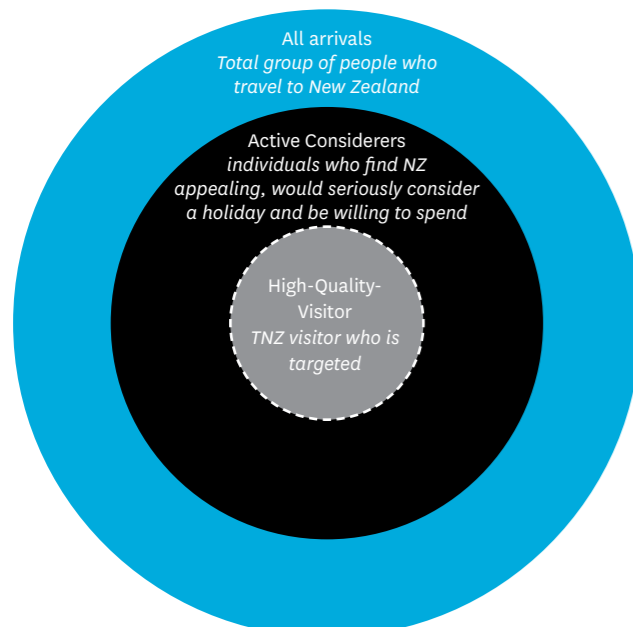 All arrivals
Total group of people who
travel to New Zealand
Active Considerers
individuals who find NZ
appealing, would seriously consider
a holiday and be willing to spend
High-Quality-
Visitor
TNZ visitor who is
targeted